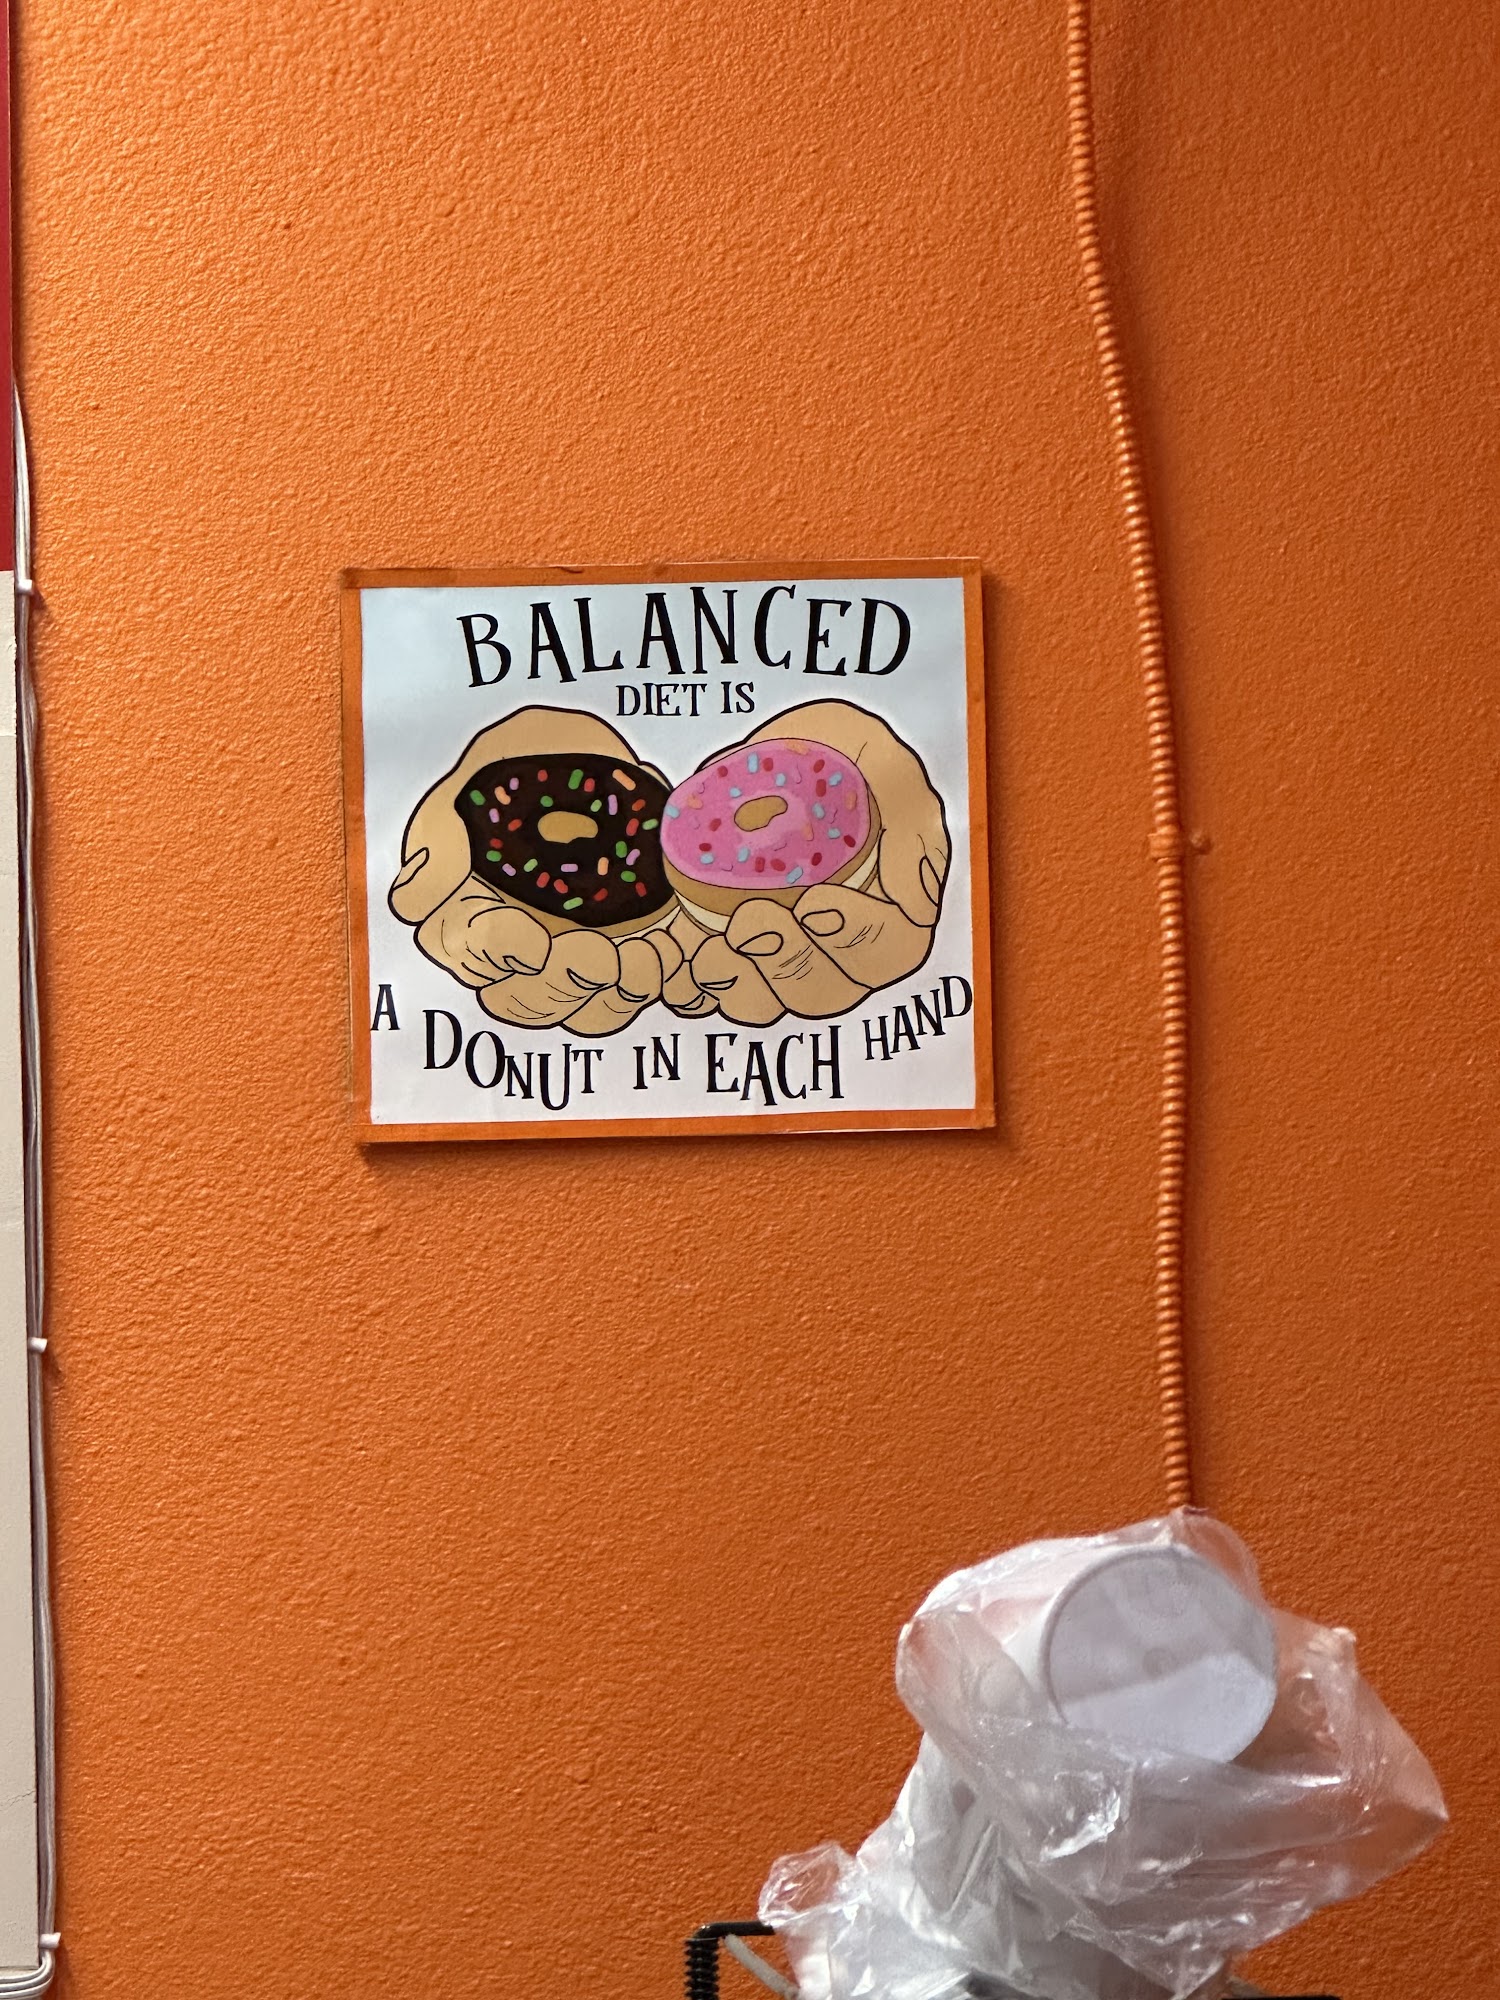 BALANCED
DIET IS
A DONUT IN EACH HAND